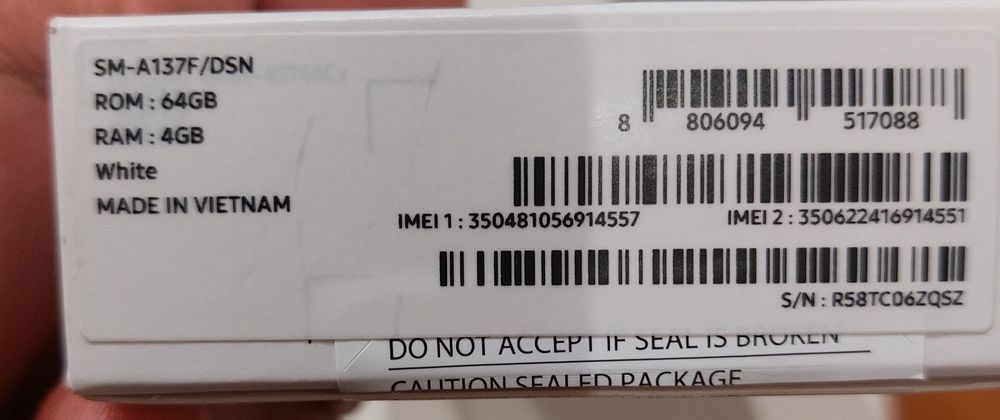 SM-A137F/DSN
ROM : 64GB
RAM : 4GB
White
MADE IN VIETNAM
8 806094 517088
IMEI 1 : 350481056914557 IMEI 2 : 350622416914551
S/N : R58TC06ZQSZ
DO NOT ACCEPT IF SEAL IS BROKEN
CAUTION SEALED PACKAGE